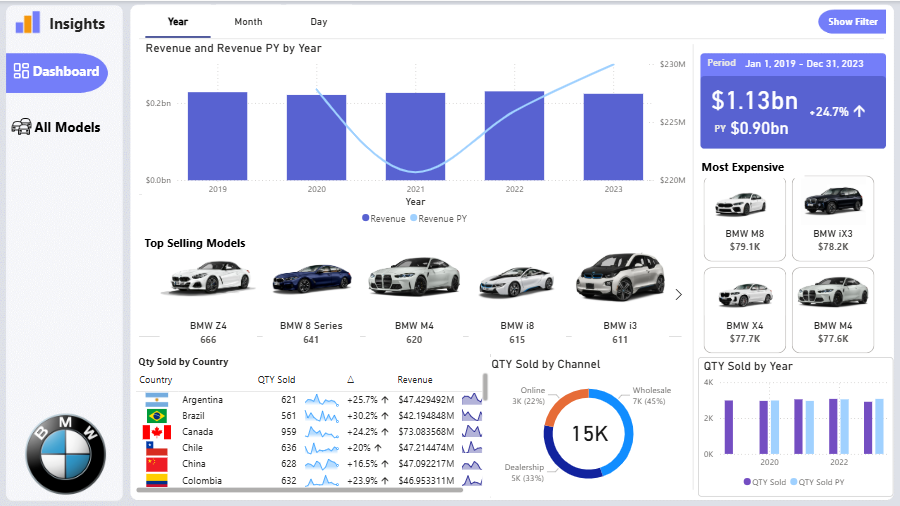 Insights
Dashboard
All Models
B M W
Year Month Day
Show Filter
Revenue and Revenue PY by Year
$0.2bn
$0.0bn
$230M
$225M
$220M
2019 2020 2021 2022 2023
Year
Revenue Revenue PY
Period Jan 1, 2019 - Dec 31, 2023
$1.13bn
+24.7% ↑
PY $0.90bn
Most Expensive
BMW M8
$79.1K
BMW iX3
$78.2K
BMW X4
$77.7K
BMW M4
$77.6K
Top Selling Models
BMW Z4
666
BMW 8 Series
641
BMW M4
620
BMW i8
615
BMW i3
611
Qty Sold by Country
Country QTY Sold Δ Revenue
Argentina 621 +25.7% ↑ $47.429492M
Brazil 561 +30.2% ↑ $42.194848M
Canada 959 +24.2% ↑ $73.083568M
Chile 636 +20% ↑ $47.214474M
China 628 +16.5% ↑ $47.092217M
Colombia 632 +23.9% ↑ $46.953311M
QTY Sold by Channel
Online
3K (22%)
Wholesale
7K (45%)
15K
Dealership
5K (33%)
QTY Sold by Year
4K
2K
0K
2020 2022
QTY Sold QTY Sold PY